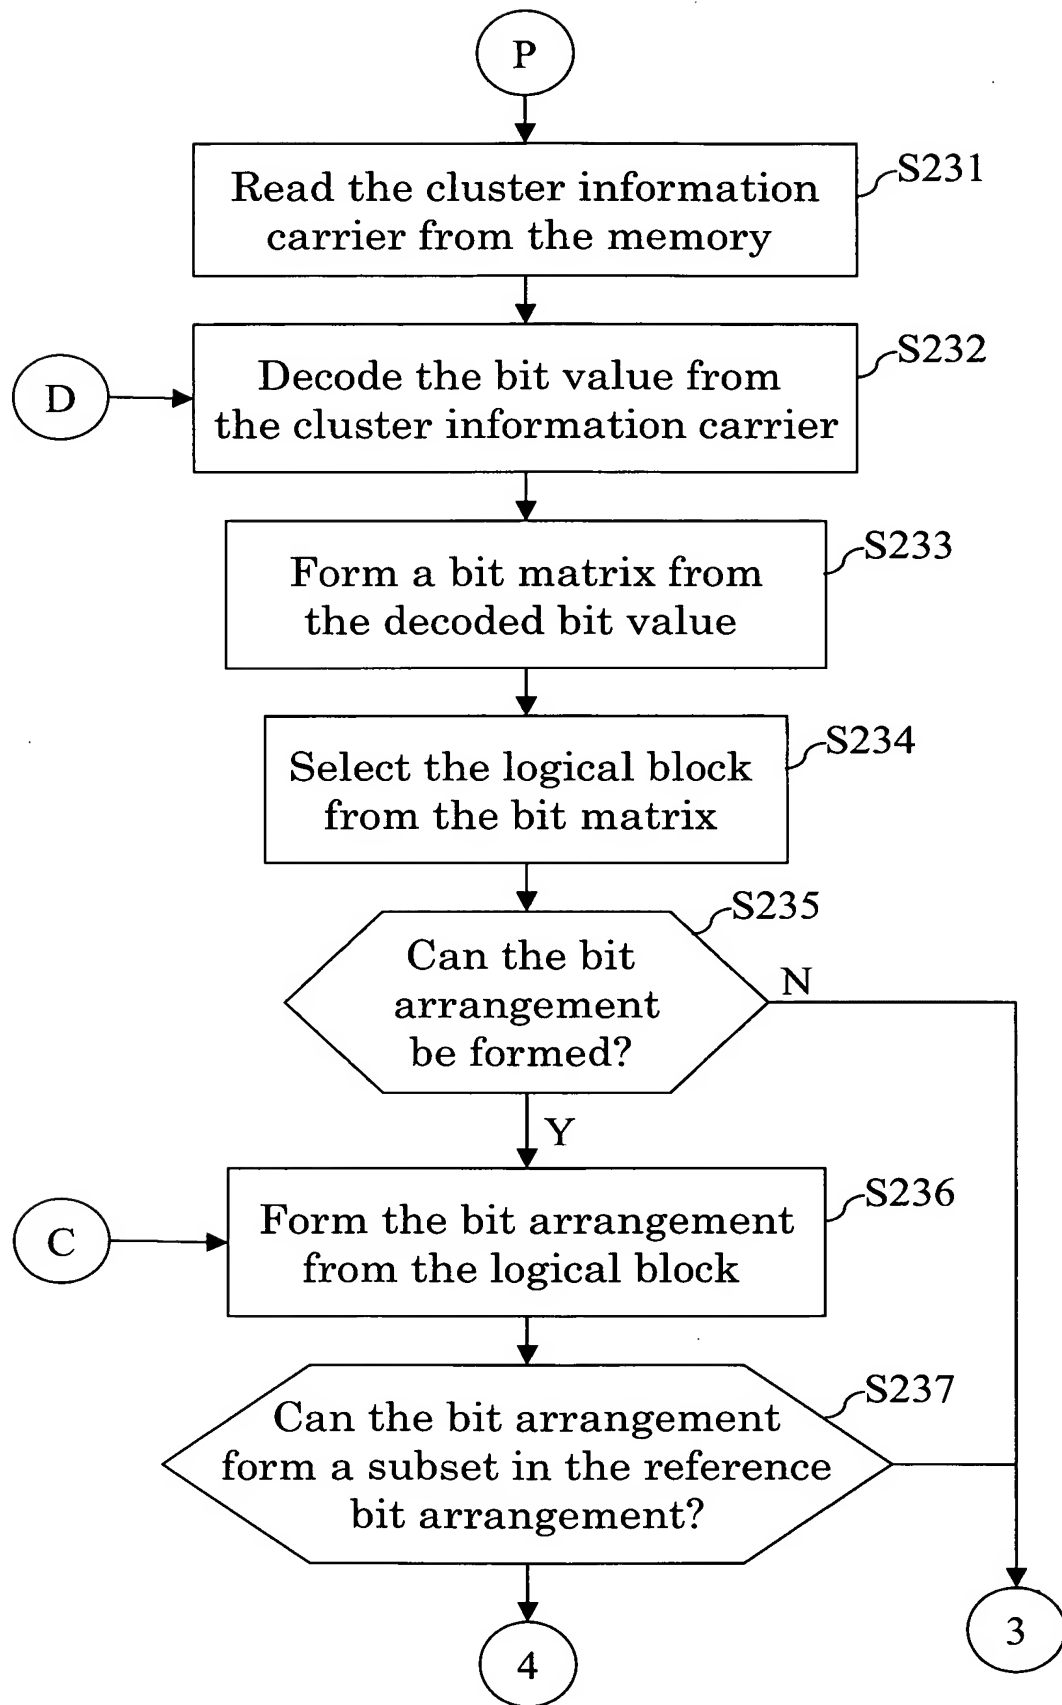 P
Read the cluster information
carrier from the memory
S231
D
Decode the bit value from
the cluster information carrier
S232
Form a bit matrix from
the decoded bit value
S233
Select the logical block
from the bit matrix
S234
Can the bit
arrangement
be formed?
S235
N
Y
C
Form the bit arrangement
from the logical block
S236
Can the bit arrangement
form a subset in the reference
bit arrangement?
S237
3
4